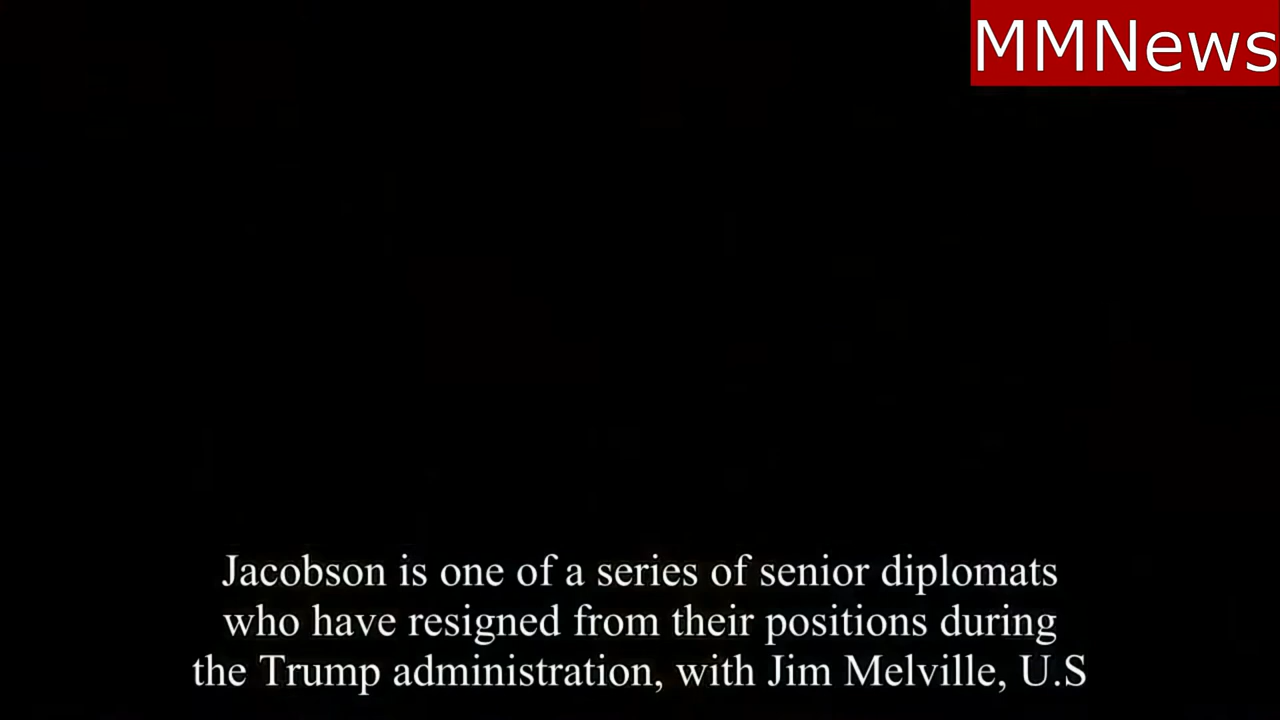 MMNews
Jacobson is one of a series of senior diplomats
who have resigned from their positions during
the Trump administration, with Jim Melville, U.S